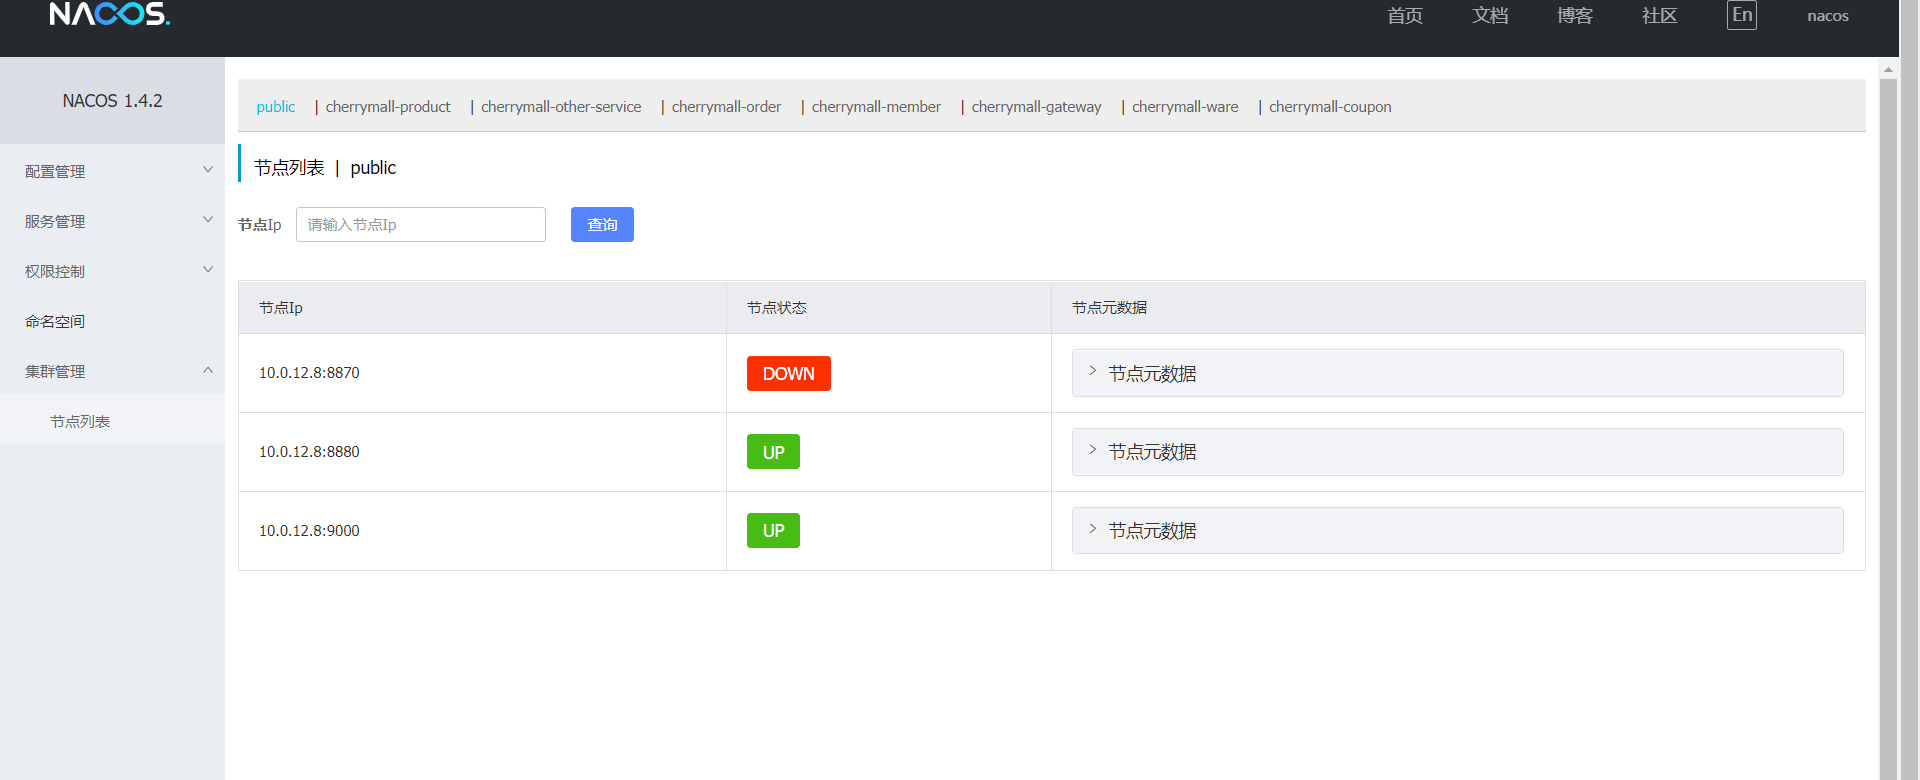 NACOS.
首页 文档 博客 社区 En nacos
NACOS 1.4.2
配置管理
服务管理
权限控制
命名空间
集群管理
节点列表
public | cherrymall-product | cherrymall-other-service | cherrymall-order | cherrymall-member | cherrymall-gateway | cherrymall-ware | cherrymall-coupon
节点列表 | public
节点Ip 请输入节点Ip 查询
节点Ip 节点状态 节点元数据
10.0.12.8:8870 DOWN 节点元数据
10.0.12.8:8880 UP 节点元数据
10.0.12.8:9000 UP 节点元数据